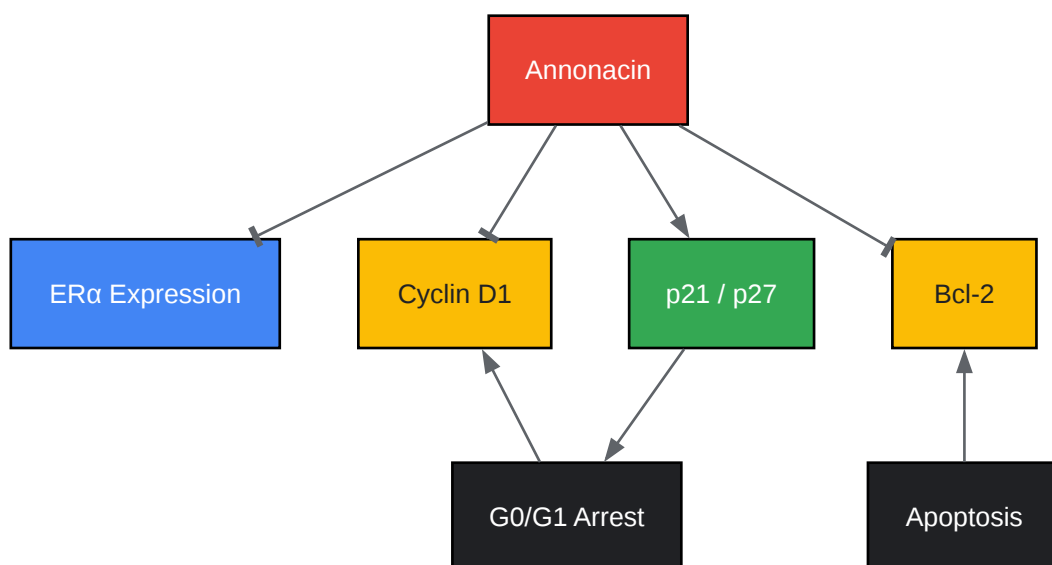 Annonacin
ERα Expression
Cyclin D1
p21 / p27
Bcl-2
G0/G1 Arrest
Apoptosis